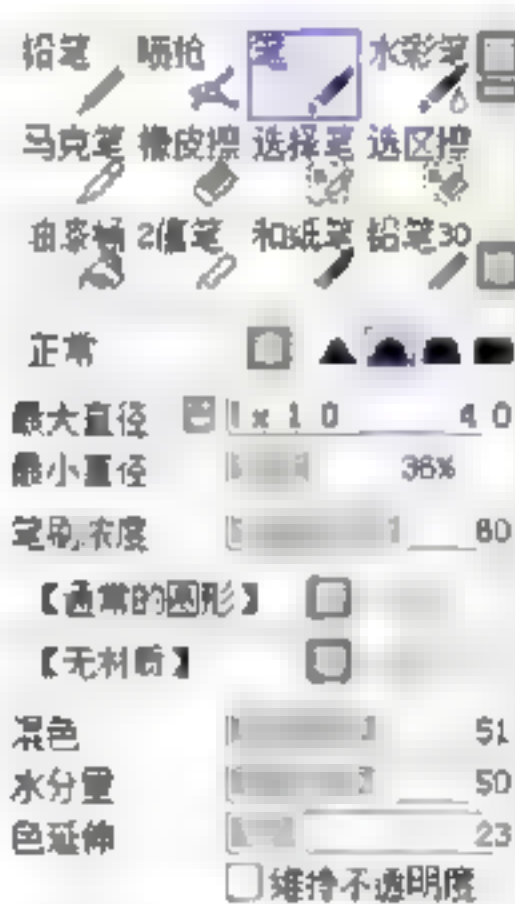 铅笔 喷枪 笔 水彩笔
马克笔 橡皮擦 选择笔 选区擦
油漆桶 2值笔 和纸笔 铅笔30
正常
最大直径 x 1 0 4 0
最小直径 36%
笔刷浓度 80
【通常的圆形】
【无材质】
混色 51
水分量 50
色延伸 23
维持不透明度